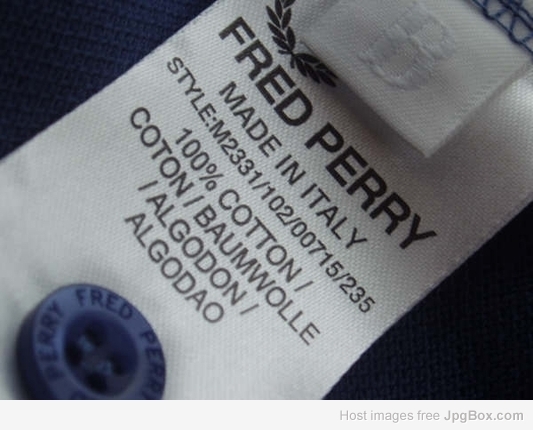 FRED PERRY
MADE IN ITALY
STYLE:M2331/102/00715/235
100% COTTON /
COTON / BAUMWOLLE
/ ALGODON /
ALGODAO
FRED PERRY
PERRY
Host images free JpgBox.com